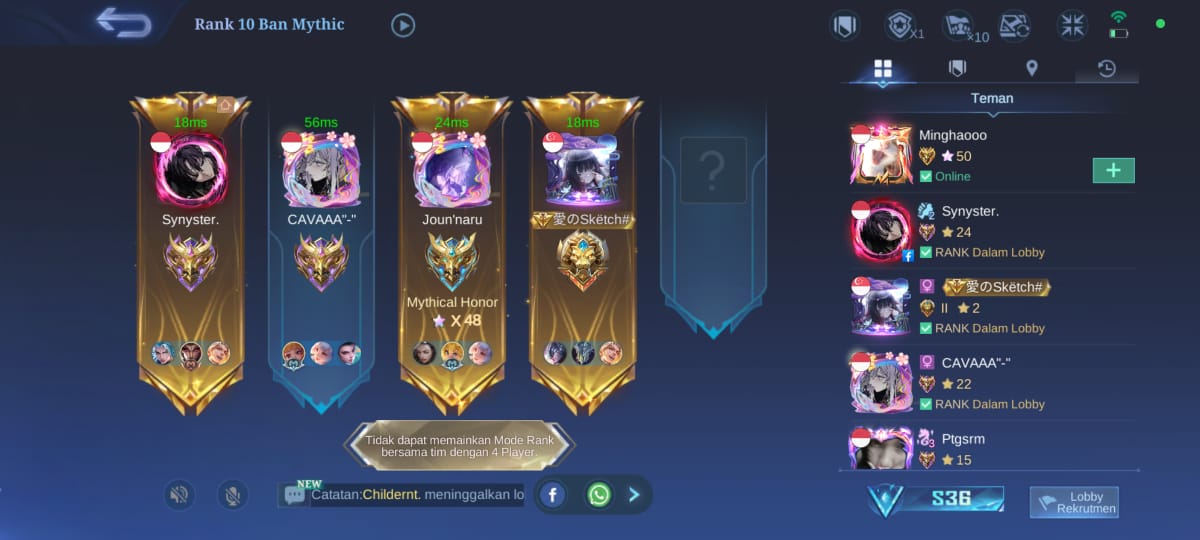 Rank 10 Ban Mythic
X1
×10
Teman
18ms
56ms
24ms
18ms
Synyster.
CAVAAA"-"
Joun'naru
愛のSkëtch#
Mythical Honor
X 48
Tidak dapat memainkan Mode Rank
bersama tim dengan 4 Player.
NEW
Catatan:Childernt. meninggalkan lo
Minghaooo
50
Online
Synyster.
24
RANK Dalam Lobby
愛のSkëtch#
II 2
RANK Dalam Lobby
CAVAAA"-"
22
RANK Dalam Lobby
3
Ptgsrm
15
S36
Lobby
Rekrutmen